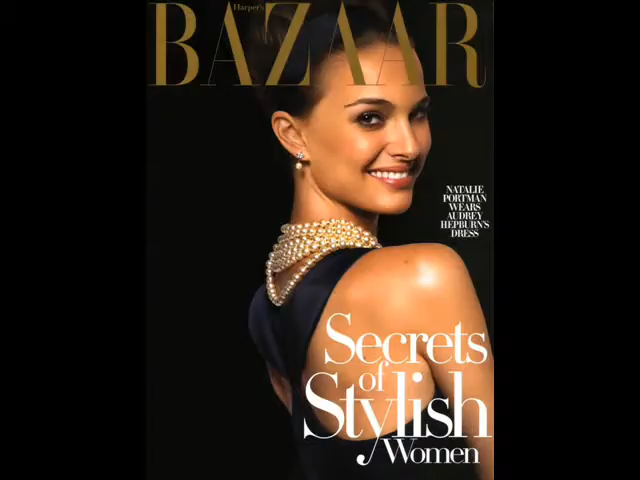 Harper's
BAZAAR
NATALIE
PORTMAN
WEARS
AUDREY
HEPBURN'S
DRESS
Secrets
of
Stylish
Women